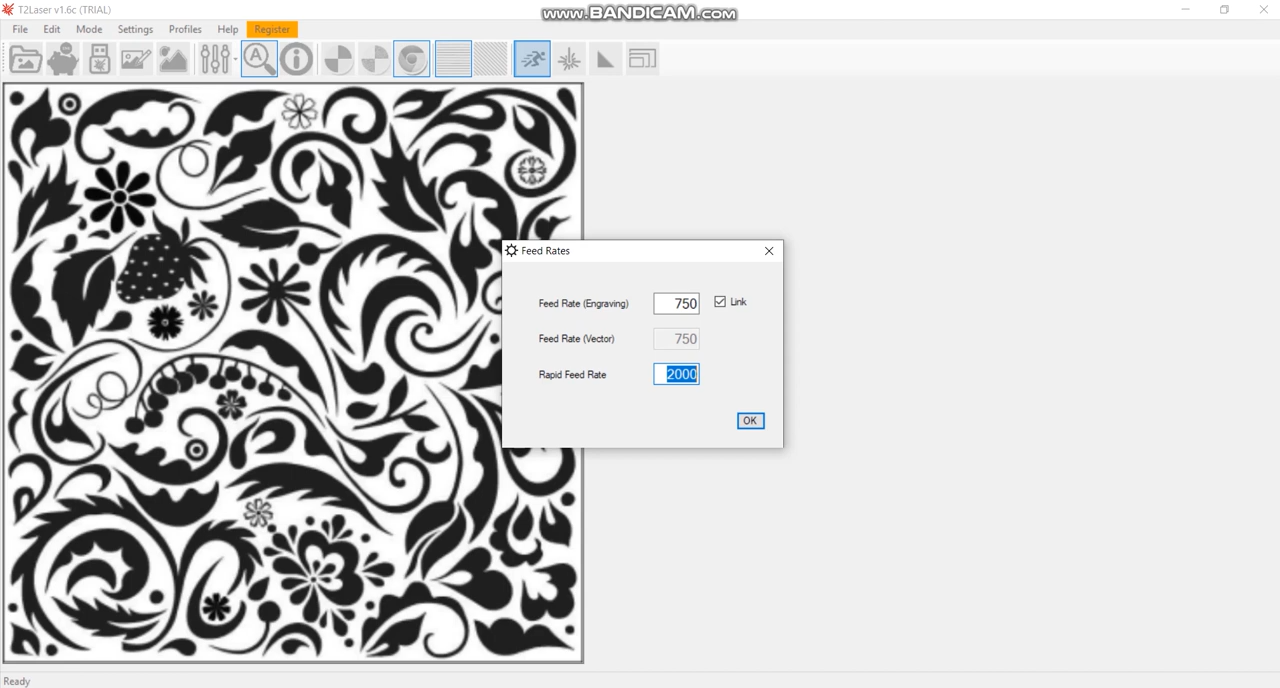 T2Laser v1.6c (TRIAL)
www.BANDICAM.com
File Edit Mode Settings Profiles Help Register
Feed Rates
Feed Rate (Engraving) 750 Link
Feed Rate (Vector) 750
Rapid Feed Rate 2000
OK
Ready